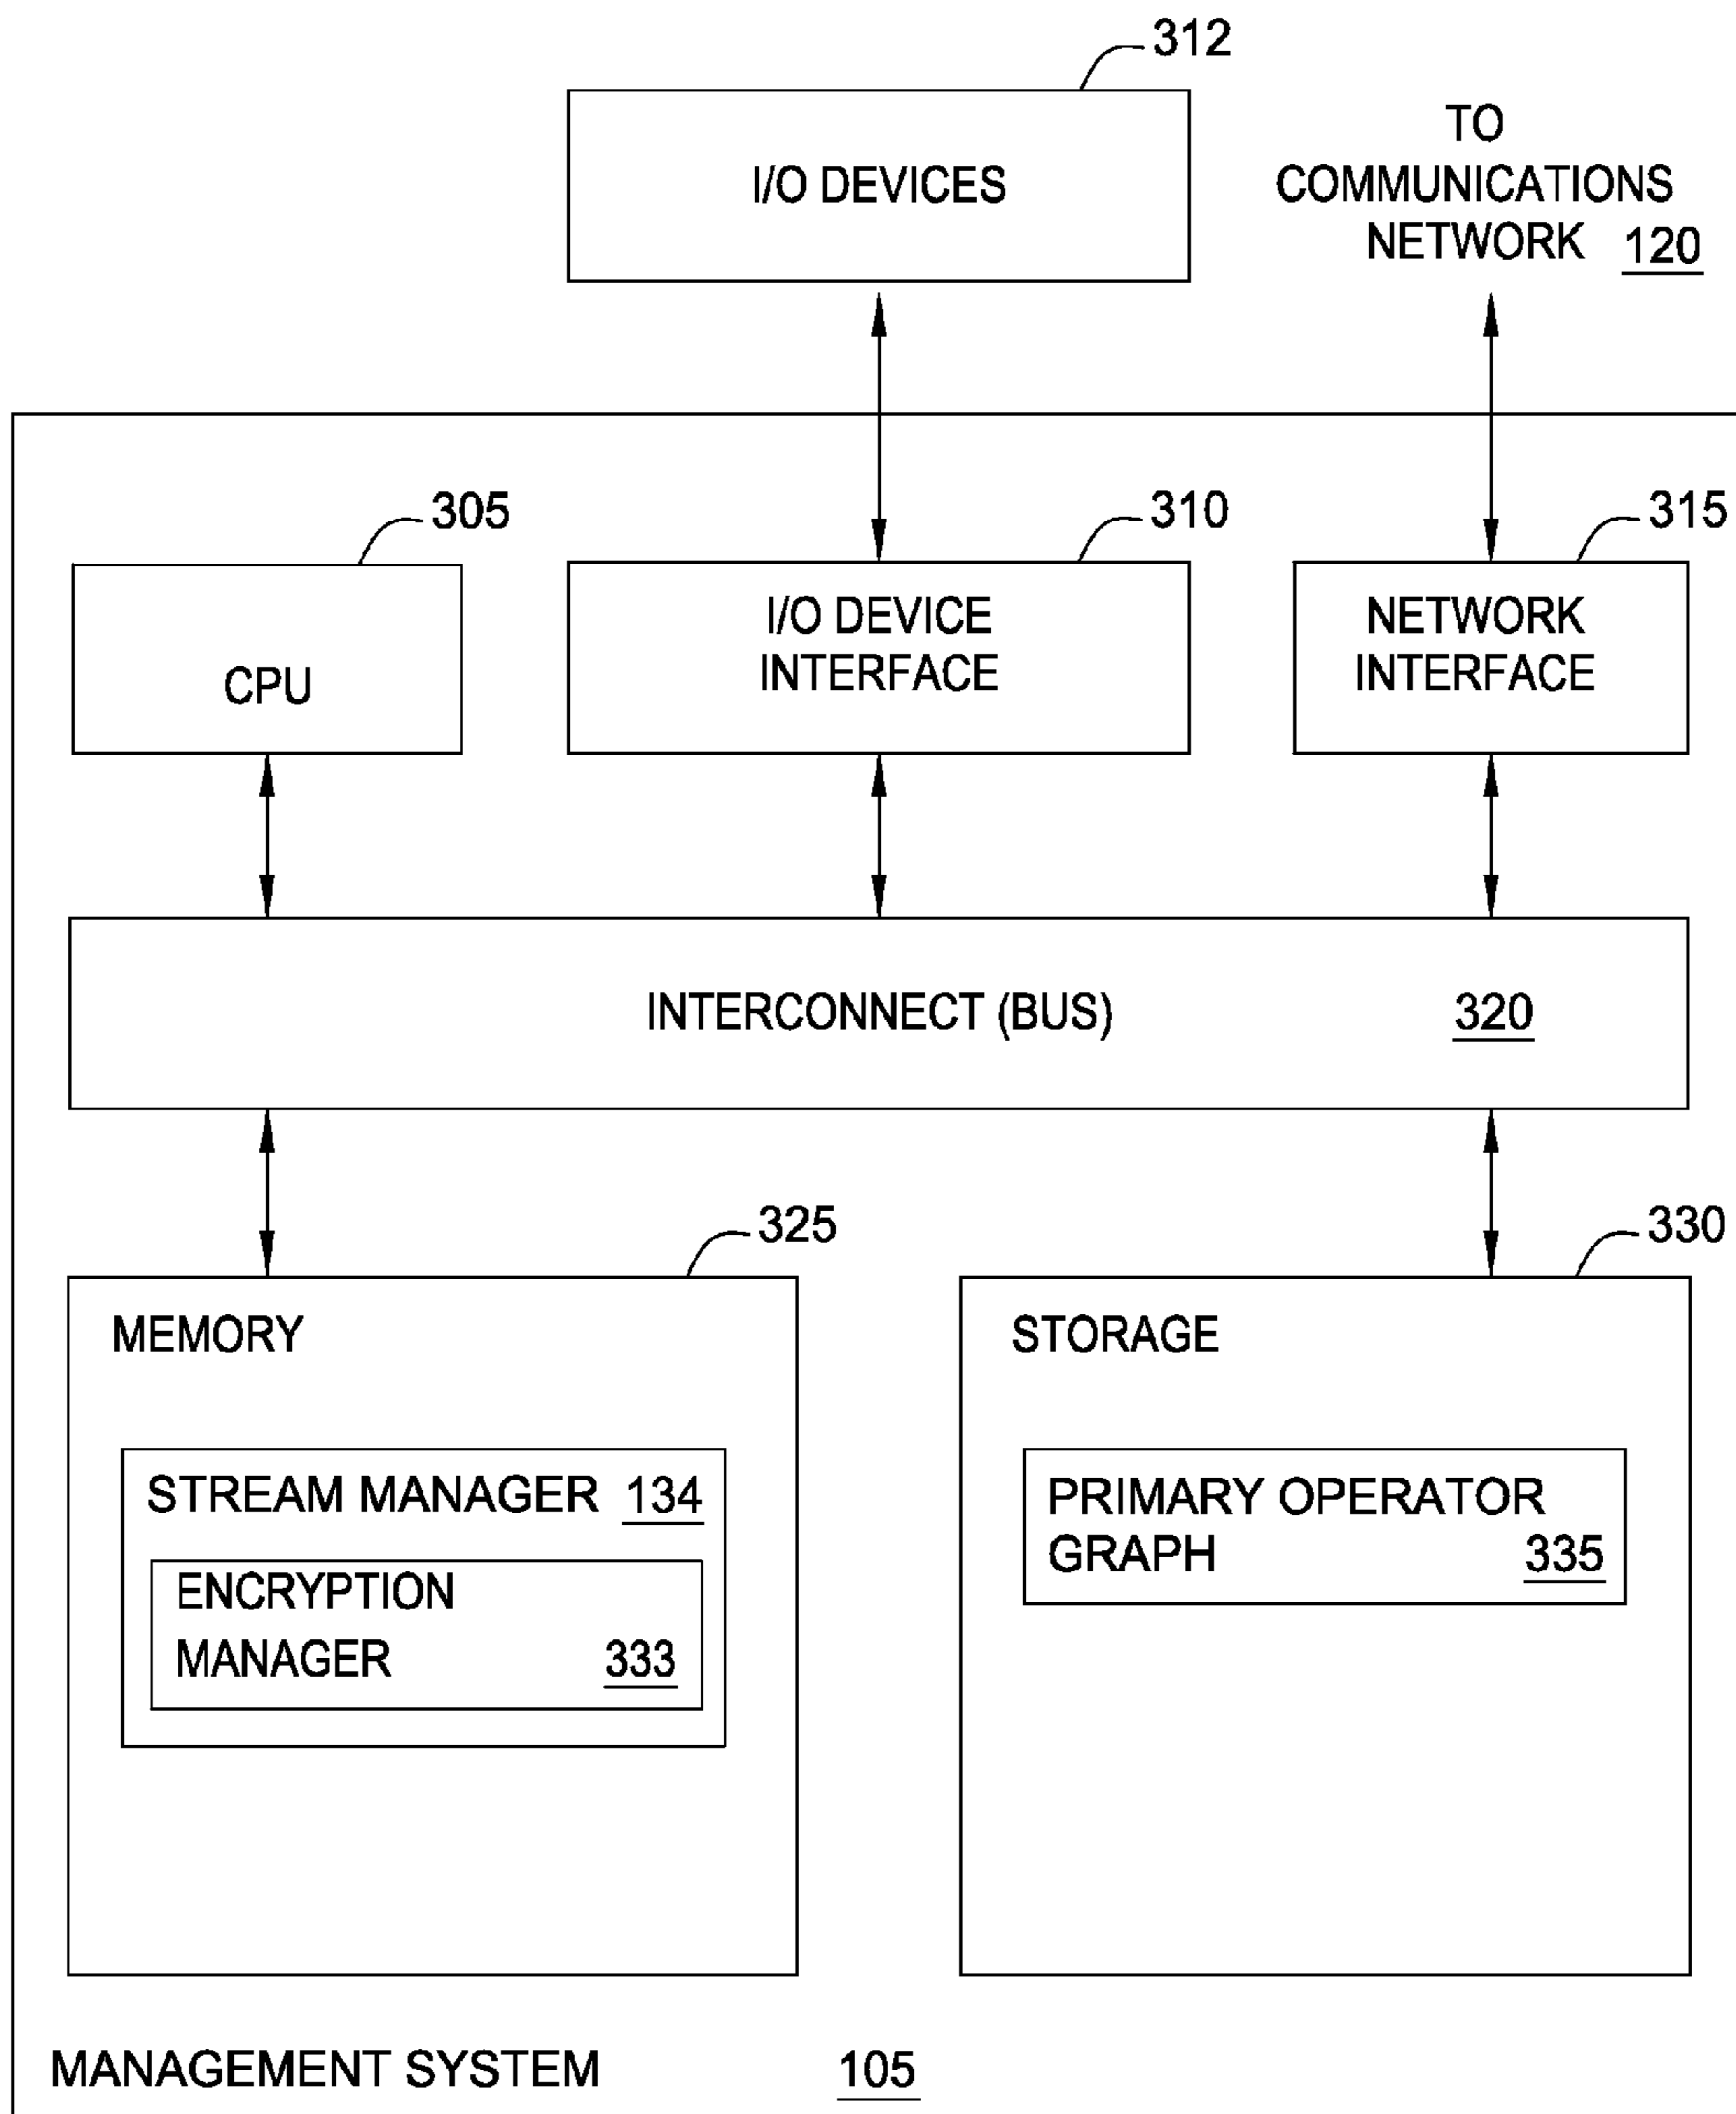 312
I/O DEVICES
TO
COMMUNICATIONS
NETWORK 120
305
310
315
CPU
I/O DEVICE
INTERFACE
NETWORK
INTERFACE
INTERCONNECT (BUS) 320
325
330
MEMORY
STREAM MANAGER 134
ENCRYPTION
MANAGER 333
STORAGE
PRIMARY OPERATOR
GRAPH 335
MANAGEMENT SYSTEM 105